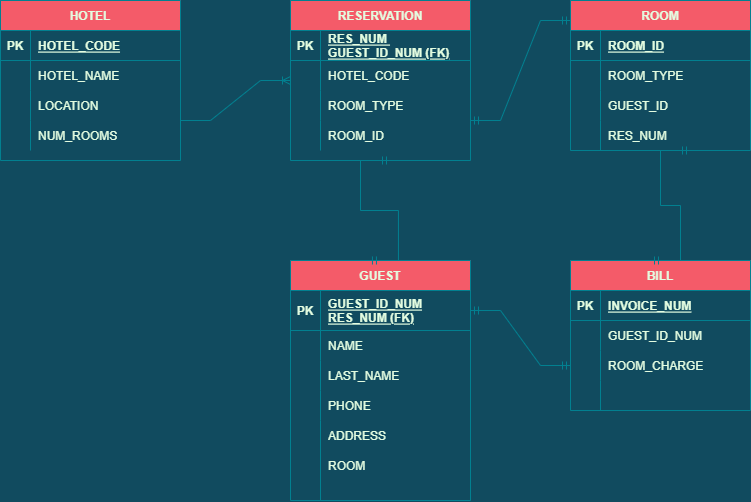 HOTEL
PK HOTEL_CODE
HOTEL_NAME
LOCATION
NUM_ROOMS
RESERVATION
PK RES_NUM
GUEST_ID_NUM (FK)
HOTEL_CODE
ROOM_TYPE
ROOM_ID
ROOM
PK ROOM_ID
ROOM_TYPE
GUEST_ID
RES_NUM
GUEST
PK GUEST_ID_NUM
RES_NUM (FK)
NAME
LAST_NAME
PHONE
ADDRESS
ROOM
BILL
PK INVOICE_NUM
GUEST_ID_NUM
ROOM_CHARGE